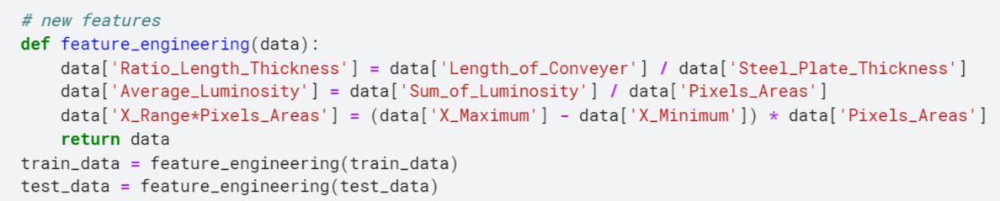 # new features
def feature_engineering(data):
    data['Ratio_Length_Thickness'] = data['Length_of_Conveyer'] / data['Steel_Plate_Thickness']
    data['Average_Luminosity'] = data['Sum_of_Luminosity'] / data['Pixels_Areas']
    data['X_Range*Pixels_Areas'] = (data['X_Maximum'] - data['X_Minimum']) * data['Pixels_Areas']
    return data
train_data = feature_engineering(train_data)
test_data = feature_engineering(test_data)